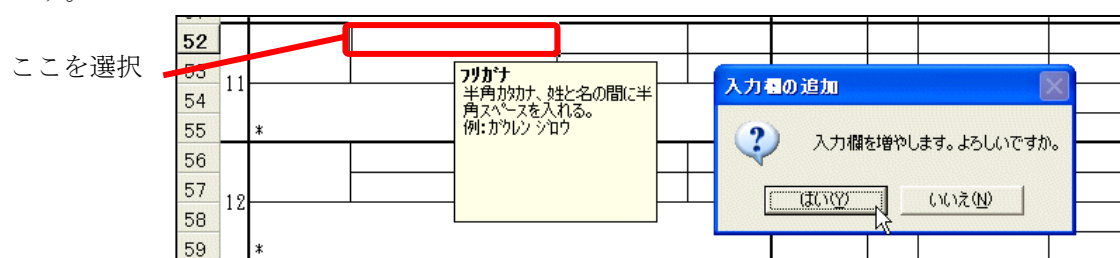 52
ここを選択
53
11
54
55
*
56
57
12
58
59
*
フリガナ
半角カタカナ、姓と名の間に半
角スペースを入れる。
例:ガクレン ジロウ
入力欄の追加
入力欄を増やします。よろしいですか。
はい(Y)
いいえ(N)